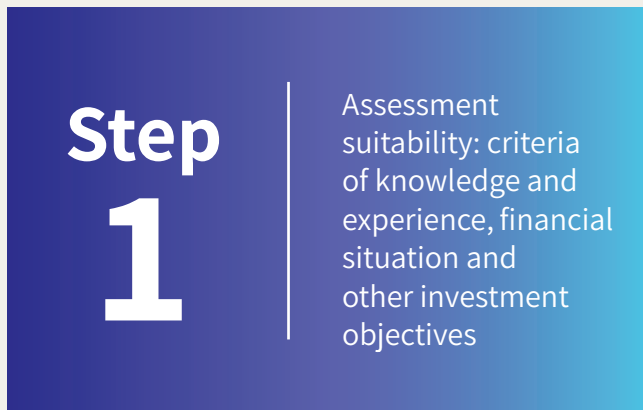 Step
1
Assessment
suitability: criteria
of knowledge and
experience, financial
situation and
other investment
objectives